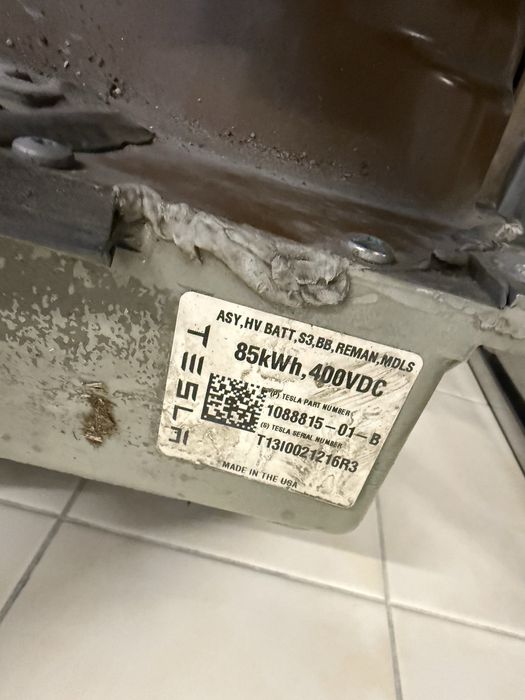 ASY,HV BATT,S3,BB,REMAN,MDLS
85kWh, 400VDC
TESLA
(P) TESLA PART NUMBER
1088815-01-B
(S) TESLA SERIAL NUMBER
T13I0021216R3
MADE IN THE USA